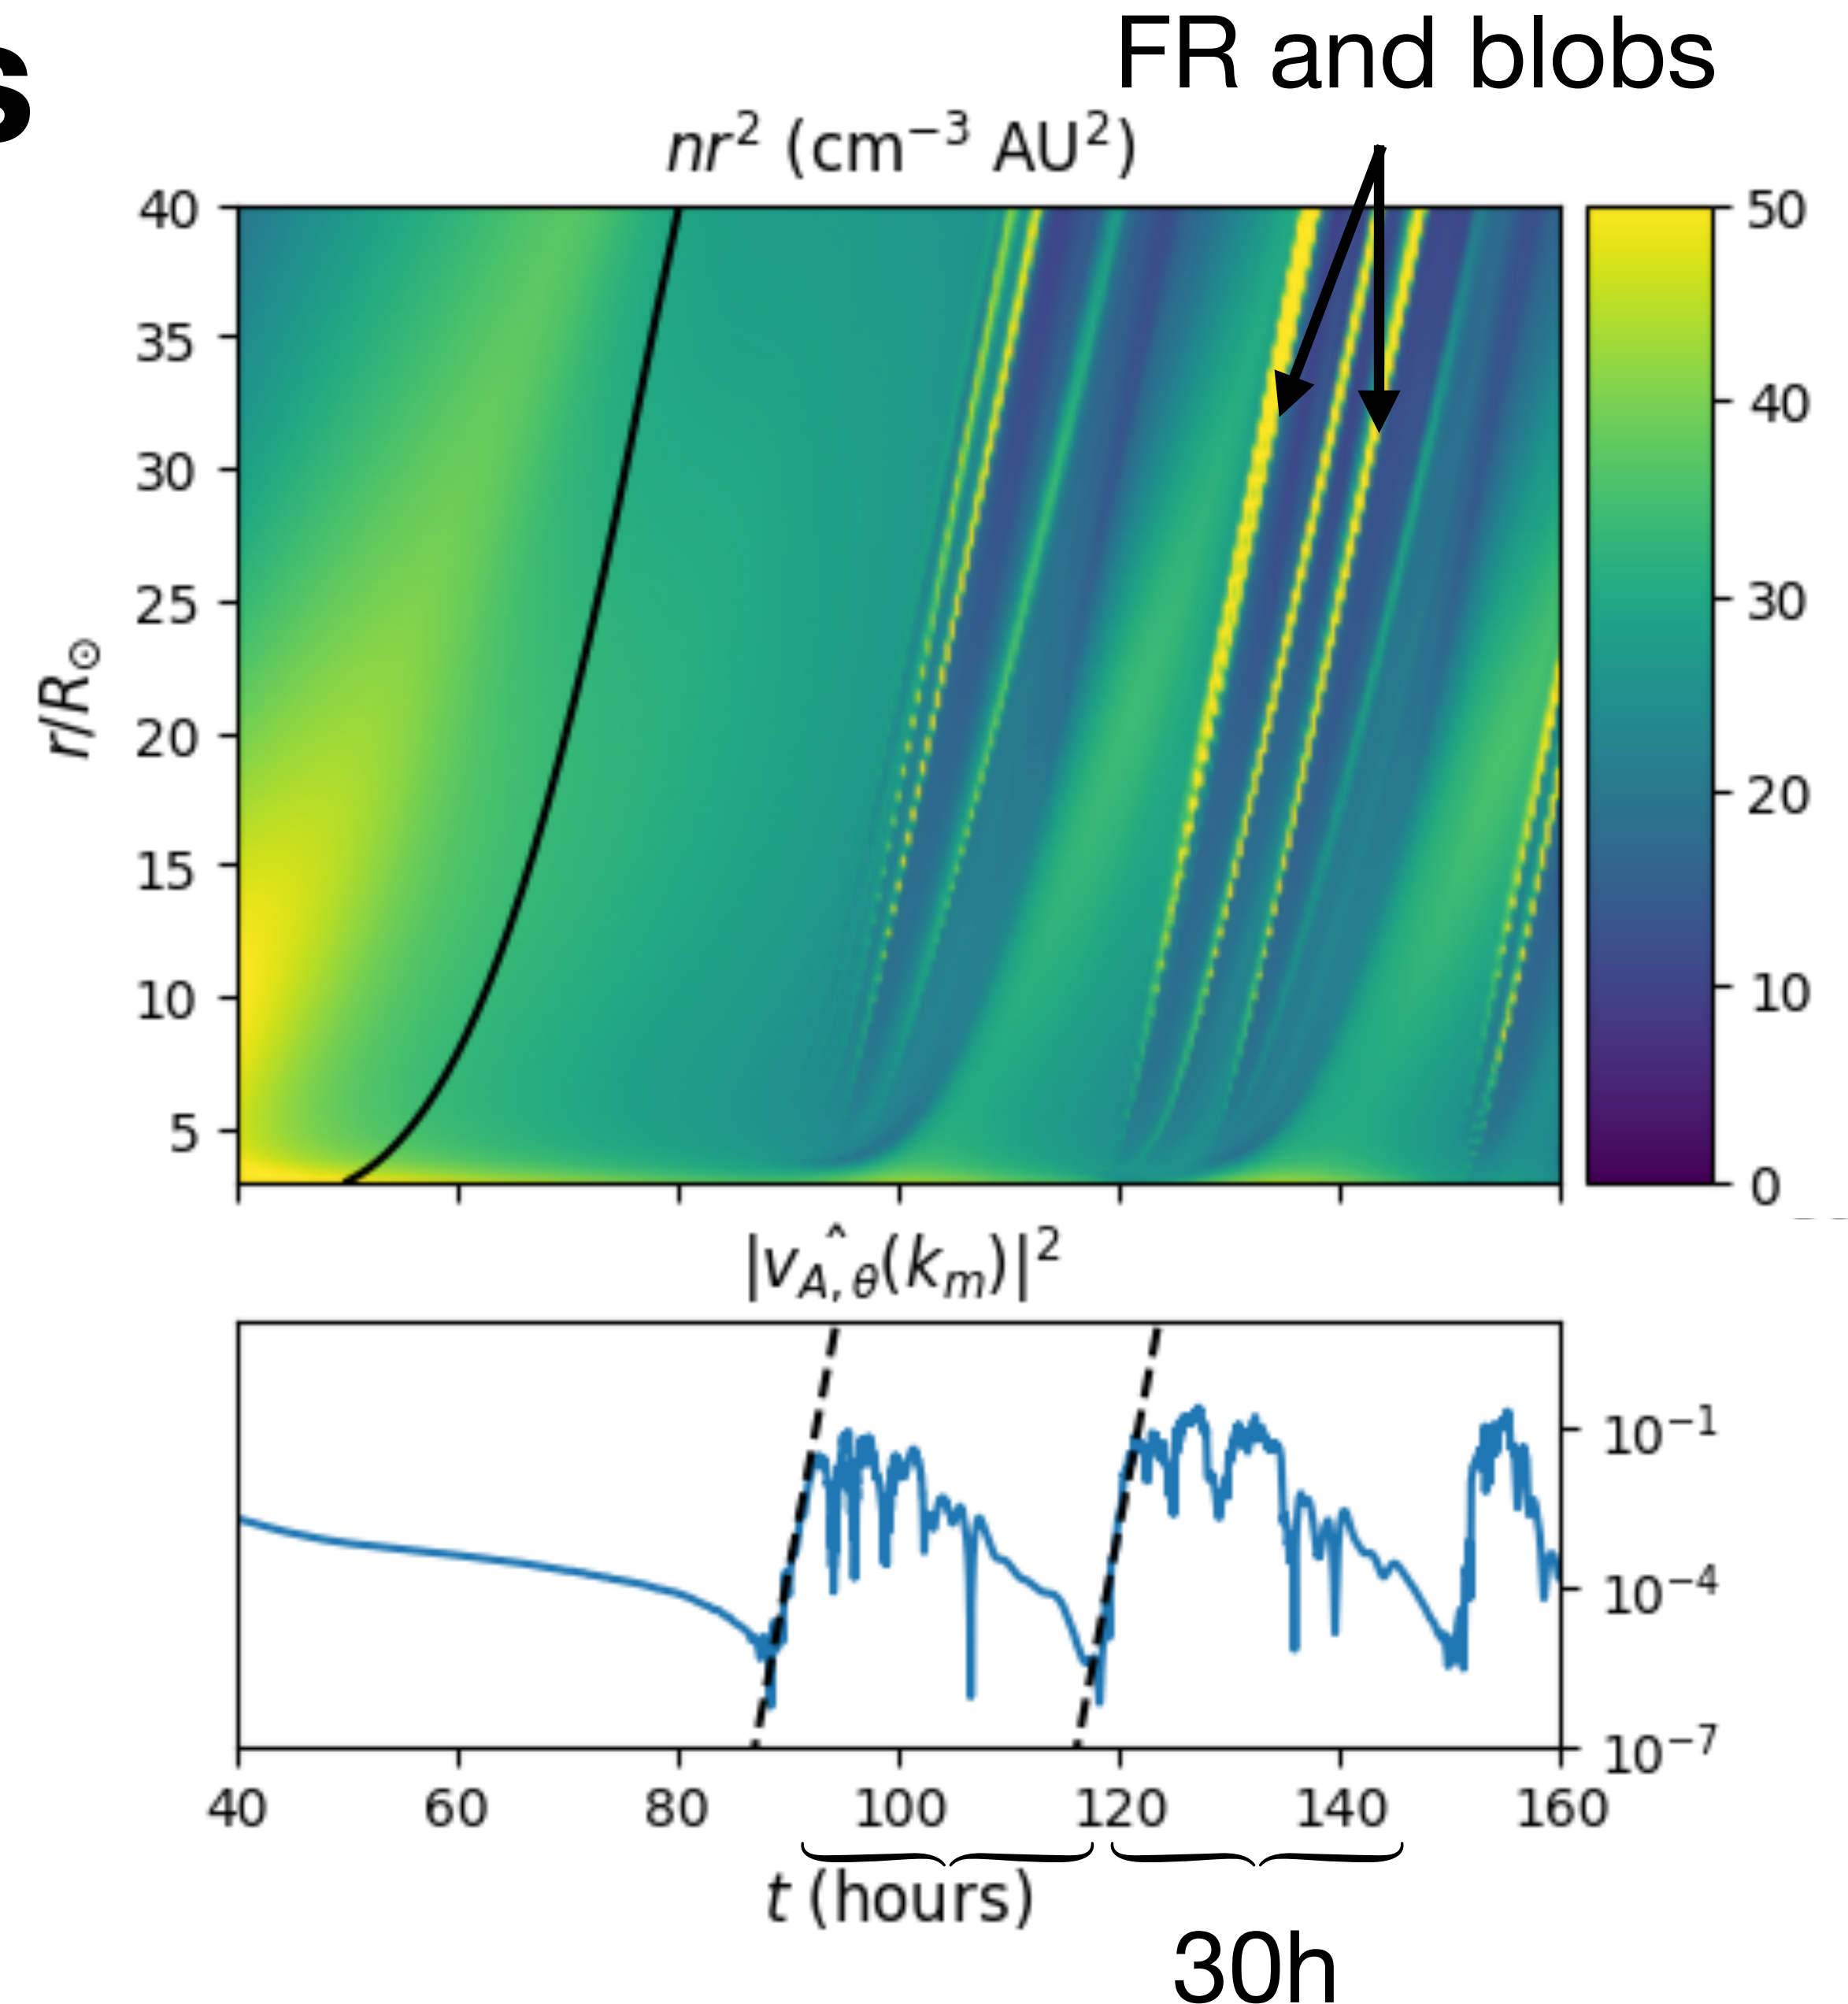 s
FR and blobs
nr² (cm⁻³ AU²)
40
35
30
25
20
15
10
5
r/R⊙
50
40
30
20
10
0
|v̂_{A,θ}(k_m)|²
10⁻¹
10⁻⁴
10⁻⁷
40 60 80 100 120 140 160
t (hours)
30h